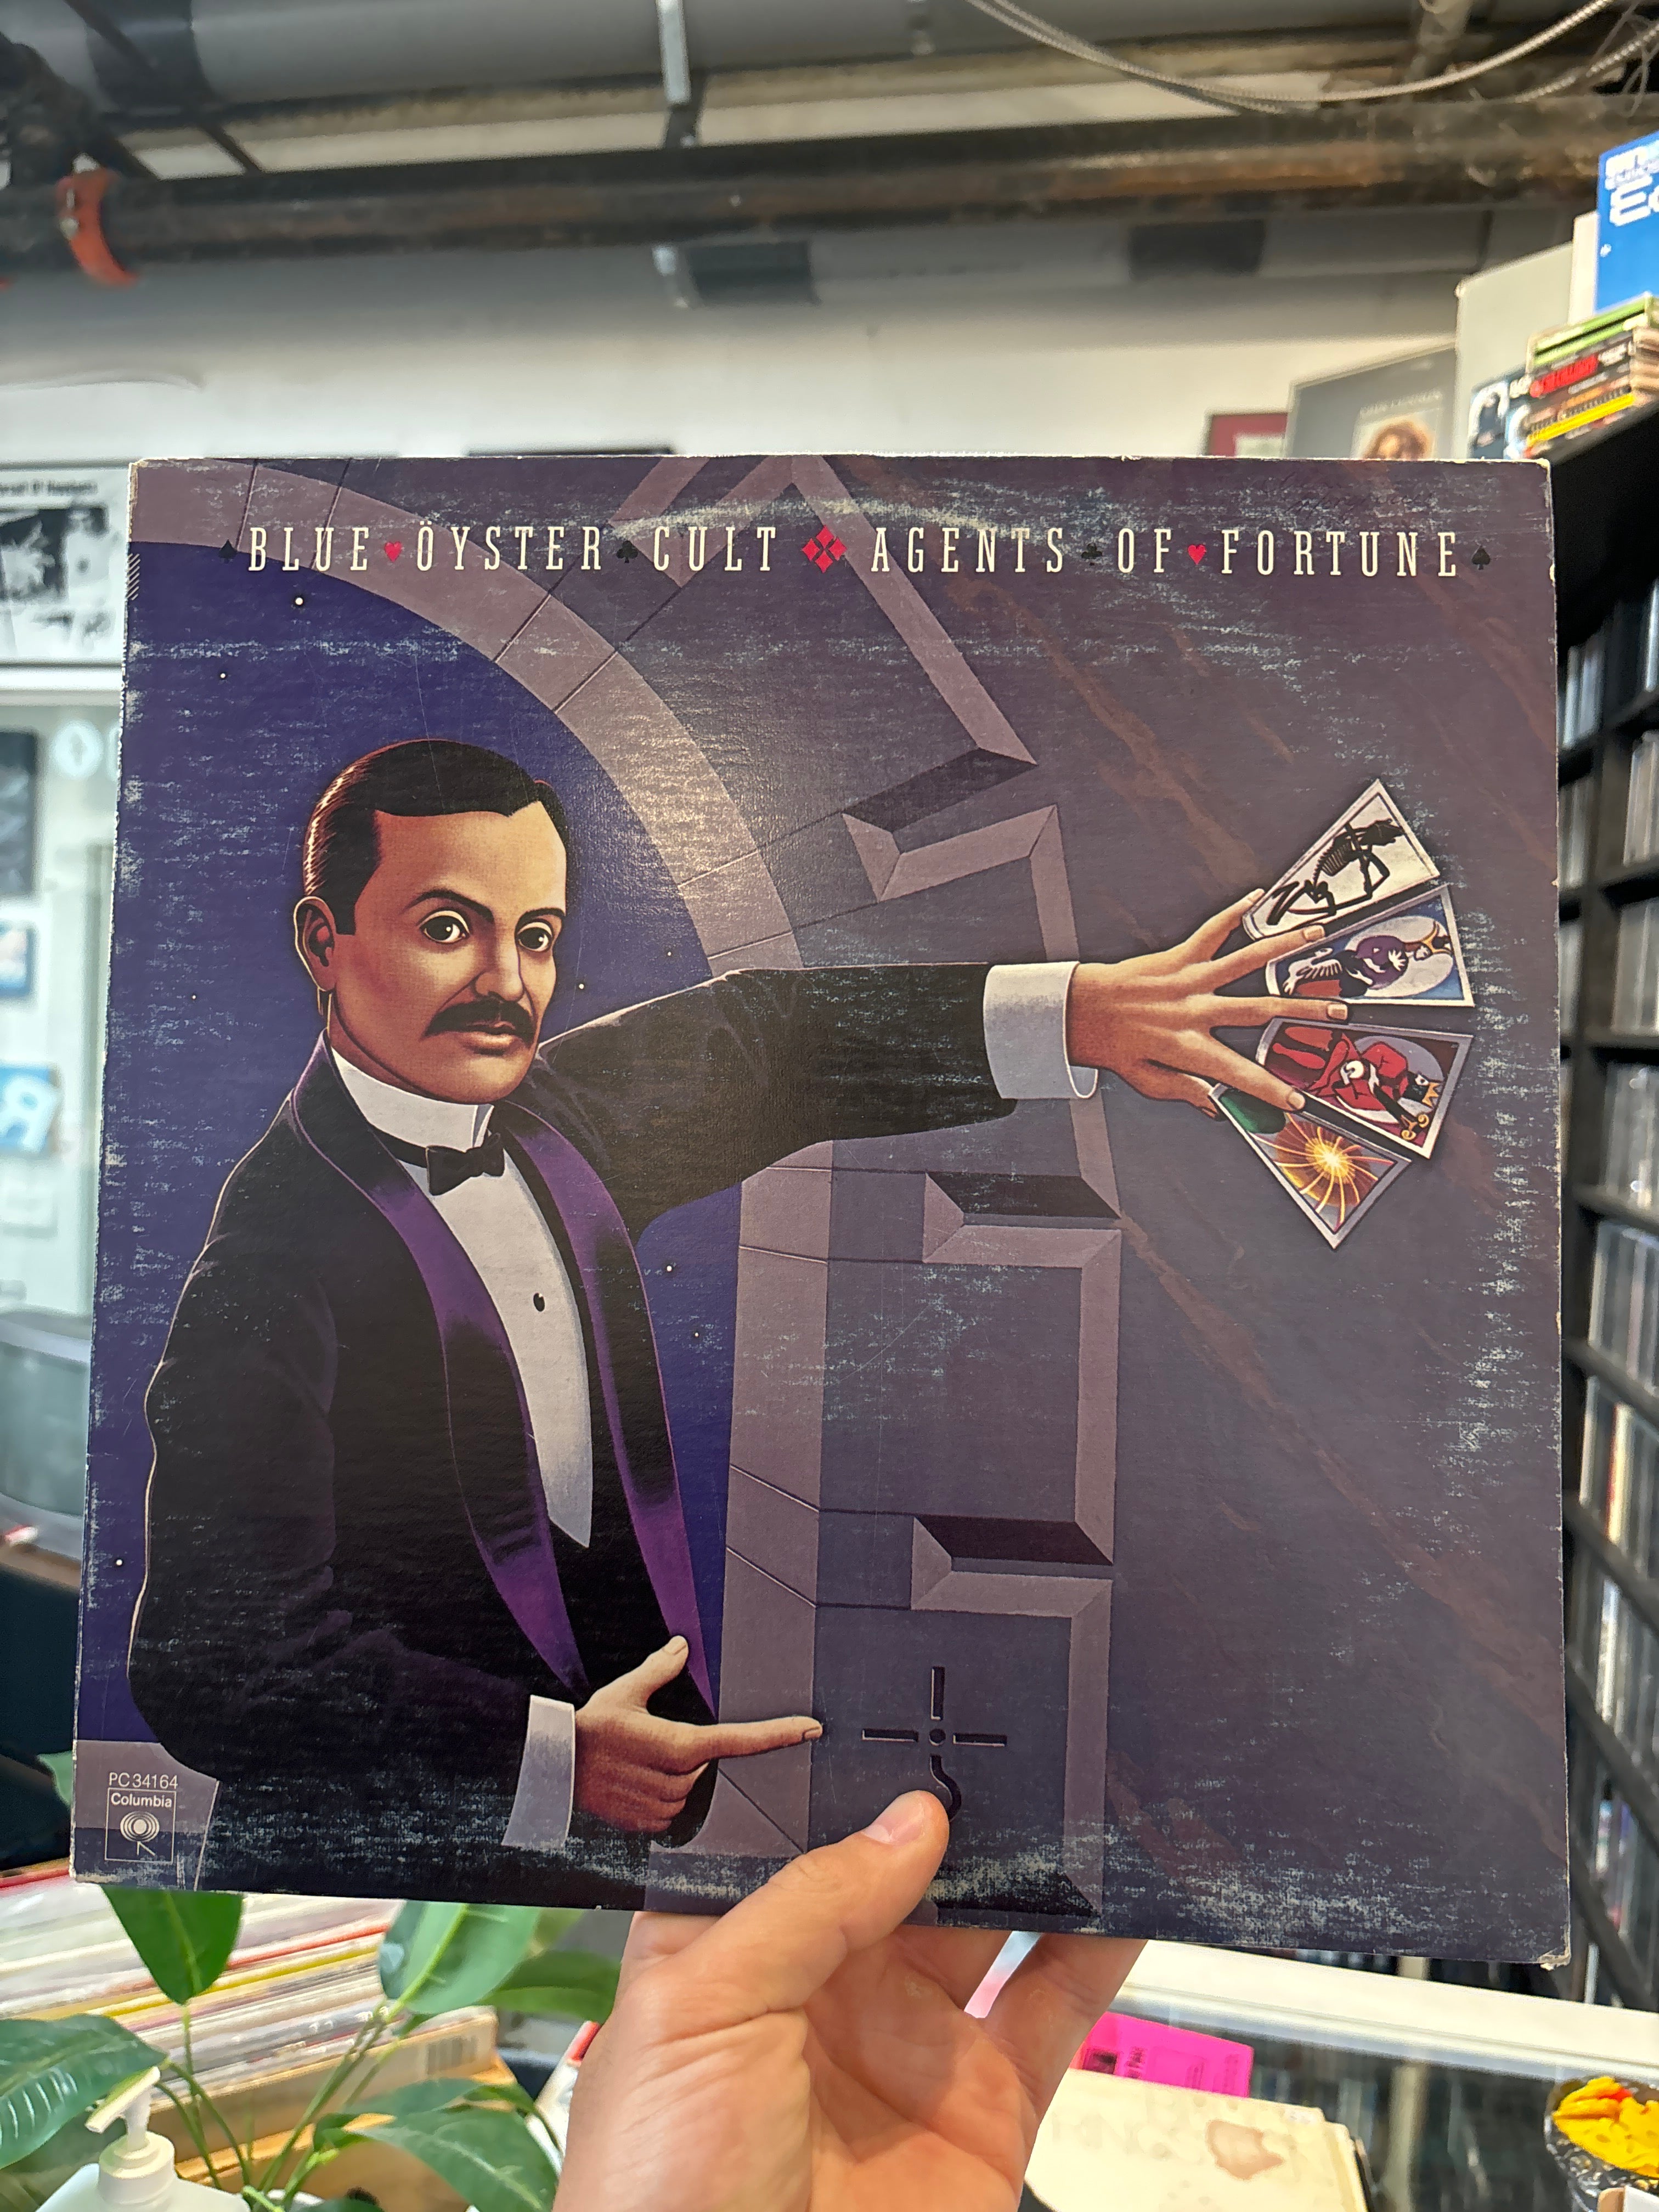 BLUE ÖYSTER CULT AGENTS OF FORTUNE
PC 34164
Columbia